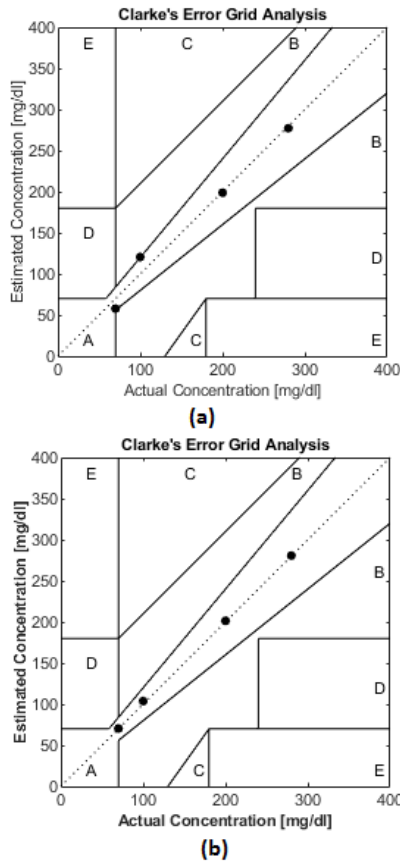 Clarke's Error Grid Analysis
400
350
300
250
200
150
100
50
0
Estimated Concentration [mg/dl]
E
C
B
B
D
D
A
C
E
0
100
200
300
400
Actual Concentration [mg/dl]
(a)
Clarke's Error Grid Analysis
400
350
300
250
200
150
100
50
0
Estimated Concentration [mg/dl]
E
C
B
B
D
D
A
C
E
0
100
200
300
400
Actual Concentration [mg/dl]
(b)